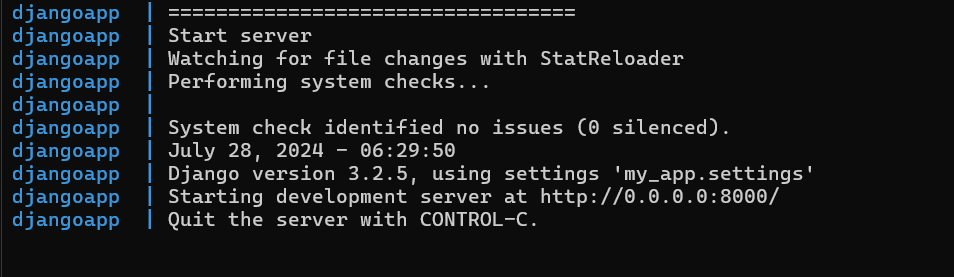 djangoapp | ==================================
djangoapp | Start server
djangoapp | Watching for file changes with StatReloader
djangoapp | Performing system checks...
djangoapp |
djangoapp | System check identified no issues (0 silenced).
djangoapp | July 28, 2024 - 06:29:50
djangoapp | Django version 3.2.5, using settings 'my_app.settings'
djangoapp | Starting development server at http://0.0.0.0:8000/
djangoapp | Quit the server with CONTROL-C.